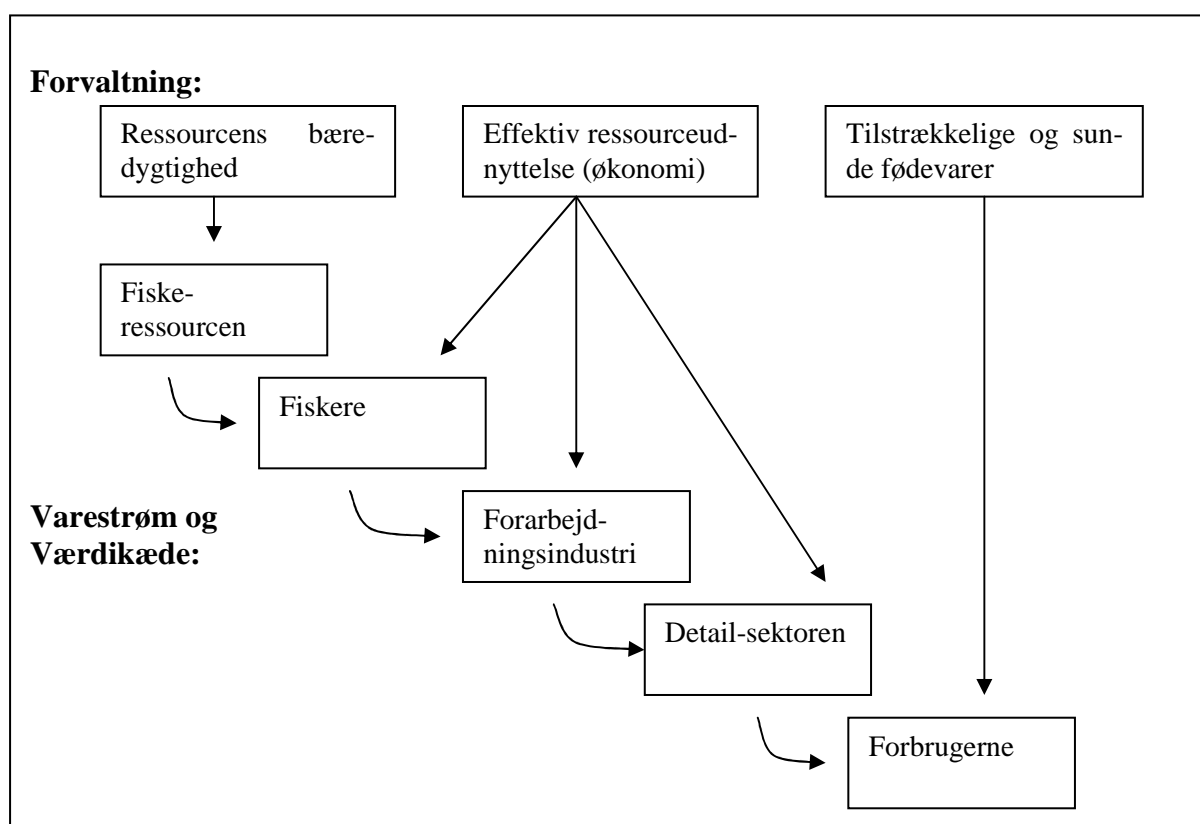 Forvaltning:
Ressourcens bære-
dygtighed
Effektiv ressourceud-
nyttelse (økonomi)
Tilstrækkelige og sun-
de fødevarer
Fiske-
ressourcen
Fiskere
Varestrøm og
Værdikæde:
Forarbejd-
ningsindustri
Detail-sektoren
Forbrugerne